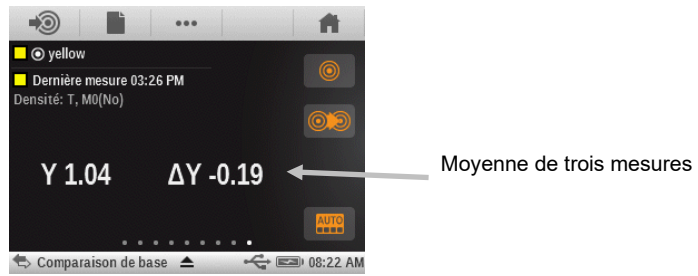 yellow
Dernière mesure 03:26 PM
Densité: T, M0(No)
Y 1.04 ΔY -0.19
Moyenne de trois mesures
AUTO
Comparaison de base 08:22 AM